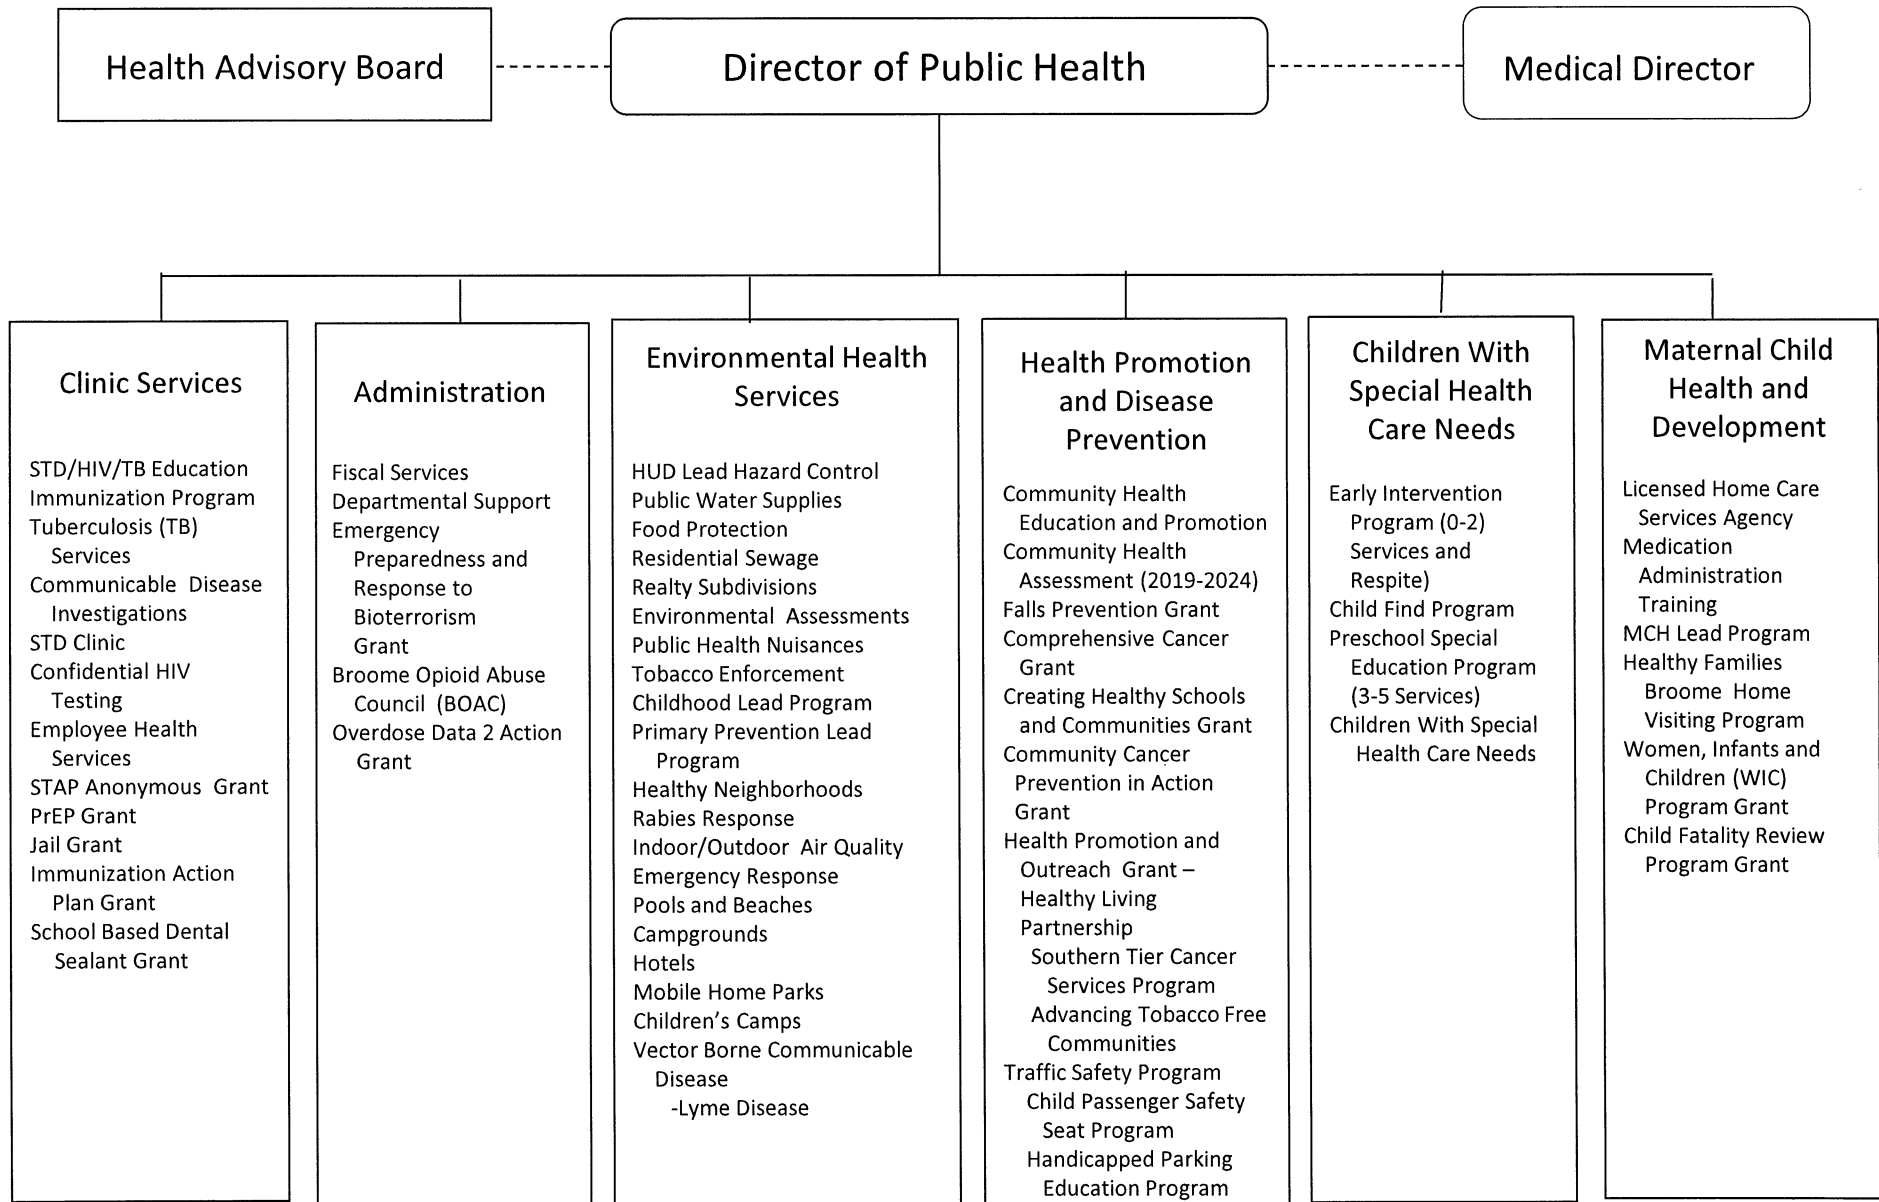 Health Advisory Board
Director of Public Health
Medical Director
Clinic Services
STD/HIV/TB Education
Immunization Program
Tuberculosis (TB)
Services
Communicable Disease
Investigations
STD Clinic
Confidential HIV
Testing
Employee Health
Services
STAP Anonymous Grant
PrEP Grant
Jail Grant
Immunization Action
Plan Grant
School Based Dental
Sealant Grant
Administration
Fiscal Services
Departmental Support
Emergency
Preparedness and
Response to
Bioterrorism
Grant
Broome Opioid Abuse
Council (BOAC)
Overdose Data 2 Action
Grant
Environmental Health
Services
HUD Lead Hazard Control
Public Water Supplies
Food Protection
Residential Sewage
Realty Subdivisions
Environmental Assessments
Public Health Nuisances
Tobacco Enforcement
Childhood Lead Program
Primary Prevention Lead
Program
Healthy Neighborhoods
Rabies Response
Indoor/Outdoor Air Quality
Emergency Response
Pools and Beaches
Campgrounds
Hotels
Mobile Home Parks
Children's Camps
Vector Borne Communicable
Disease
-Lyme Disease
Health Promotion
and Disease
Prevention
Community Health
Education and Promotion
Community Health
Assessment (2019-2024)
Falls Prevention Grant
Comprehensive Cancer
Grant
Creating Healthy Schools
and Communities Grant
Community Cancer
Prevention in Action
Grant
Health Promotion and
Outreach Grant –
Healthy Living
Partnership
Southern Tier Cancer
Services Program
Advancing Tobacco Free
Communities
Traffic Safety Program
Child Passenger Safety
Seat Program
Handicapped Parking
Education Program
Children With
Special Health
Care Needs
Early Intervention
Program (0-2)
Services and
Respite)
Child Find Program
Preschool Special
Education Program
(3-5 Services)
Children With Special
Health Care Needs
Maternal Child
Health and
Development
Licensed Home Care
Services Agency
Medication
Administration
Training
MCH Lead Program
Healthy Families
Broome Home
Visiting Program
Women, Infants and
Children (WIC)
Program Grant
Child Fatality Review
Program Grant